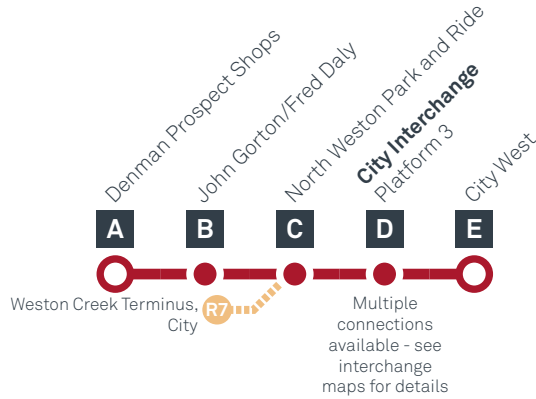 Denman Prospect Shops
John Gorton/Fred Daly
North Weston Park and Ride
City Interchange
Platform 3
City West
A
B
C
D
E
Weston Creek Terminus,
City
R7
Multiple
connections
available - see
interchange
maps for details